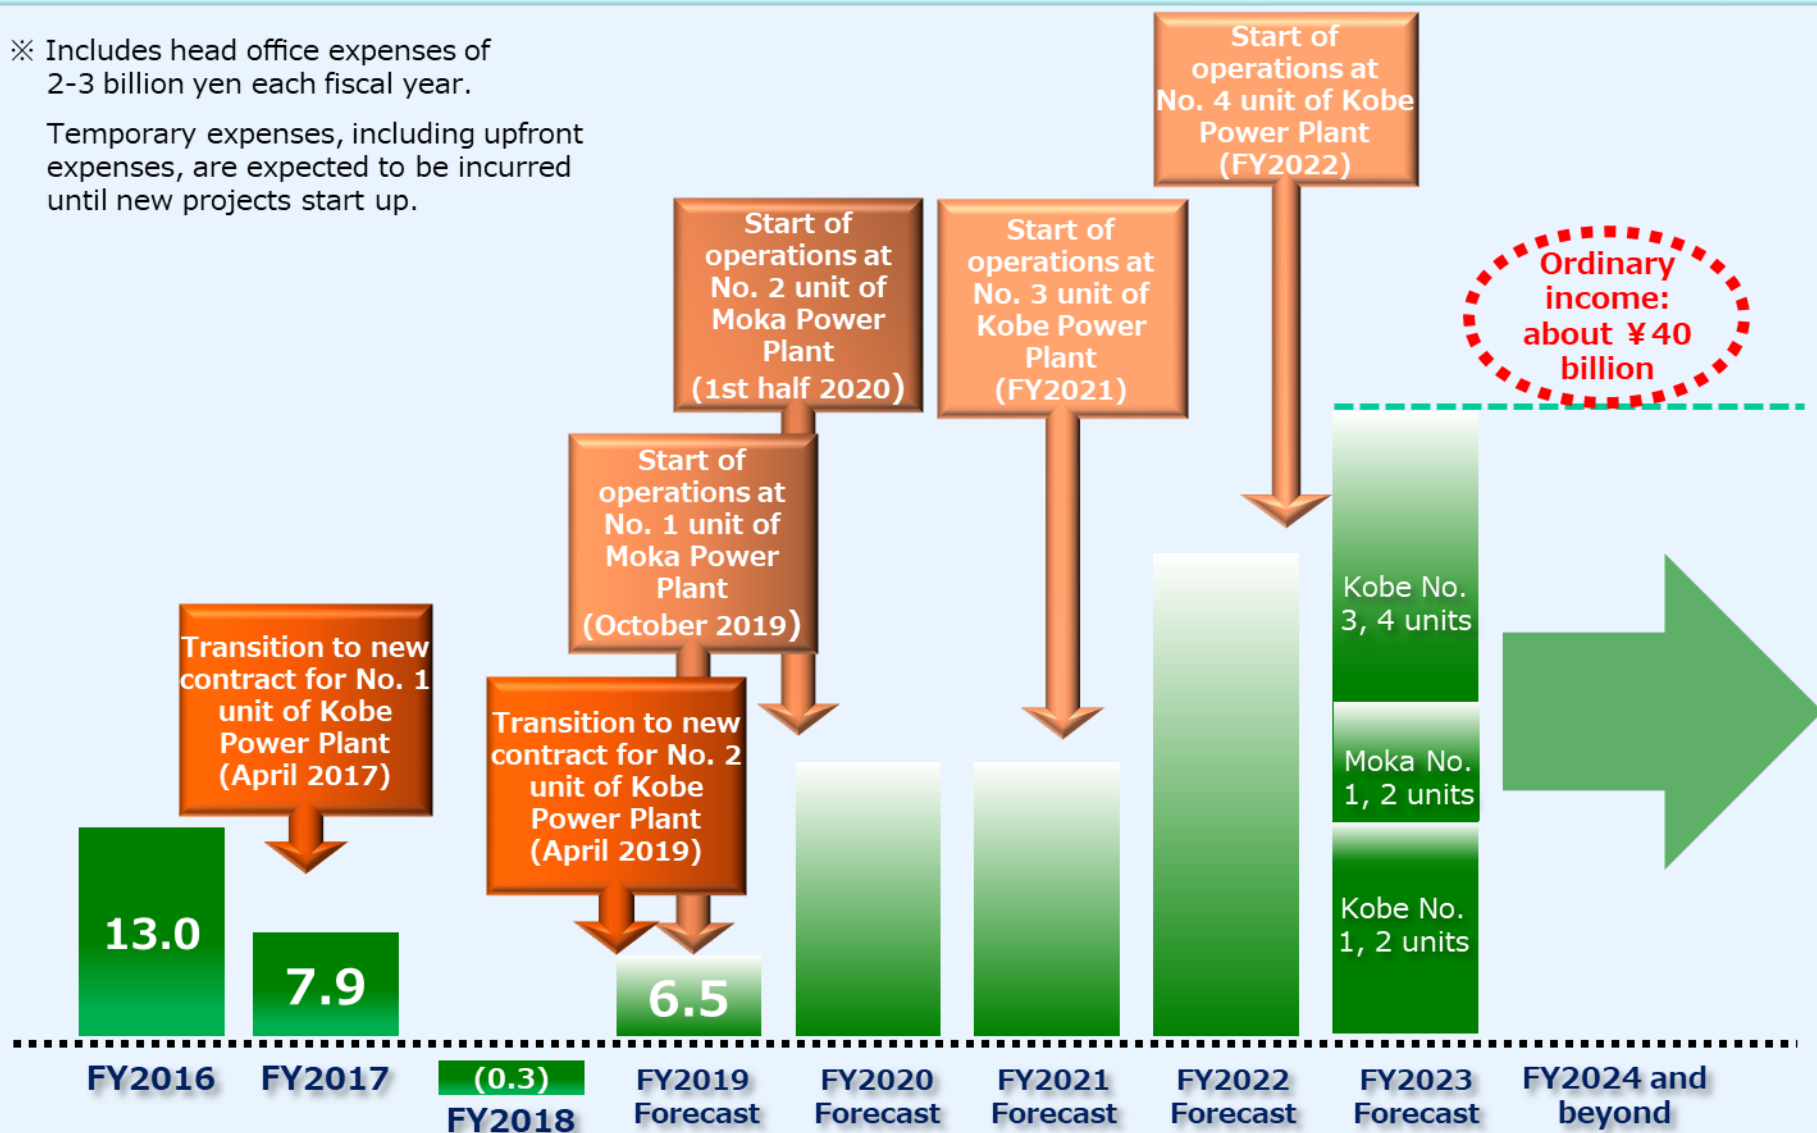 ※ Includes head office expenses of
2-3 billion yen each fiscal year.
Temporary expenses, including upfront
expenses, are expected to be incurred
until new projects start up.
Start of
operations at
No. 4 unit of Kobe
Power Plant
(FY2022)
Start of
operations at
No. 2 unit of
Moka Power
Plant
(1st half 2020)
Start of
operations at
No. 3 unit of
Kobe Power
Plant
(FY2021)
Ordinary
income:
about ¥40
billion
Start of
operations at
No. 1 unit of
Moka Power
Plant
(October 2019)
Transition to new
contract for No. 1
unit of Kobe
Power Plant
(April 2017)
Transition to new
contract for No. 2
unit of Kobe
Power Plant
(April 2019)
Kobe No.
3, 4 units
Moka No.
1, 2 units
Kobe No.
1, 2 units
13.0
7.9
(0.3)
6.5
FY2016
FY2017
FY2018
FY2019
Forecast
FY2020
Forecast
FY2021
Forecast
FY2022
Forecast
FY2023
Forecast
FY2024 and
beyond